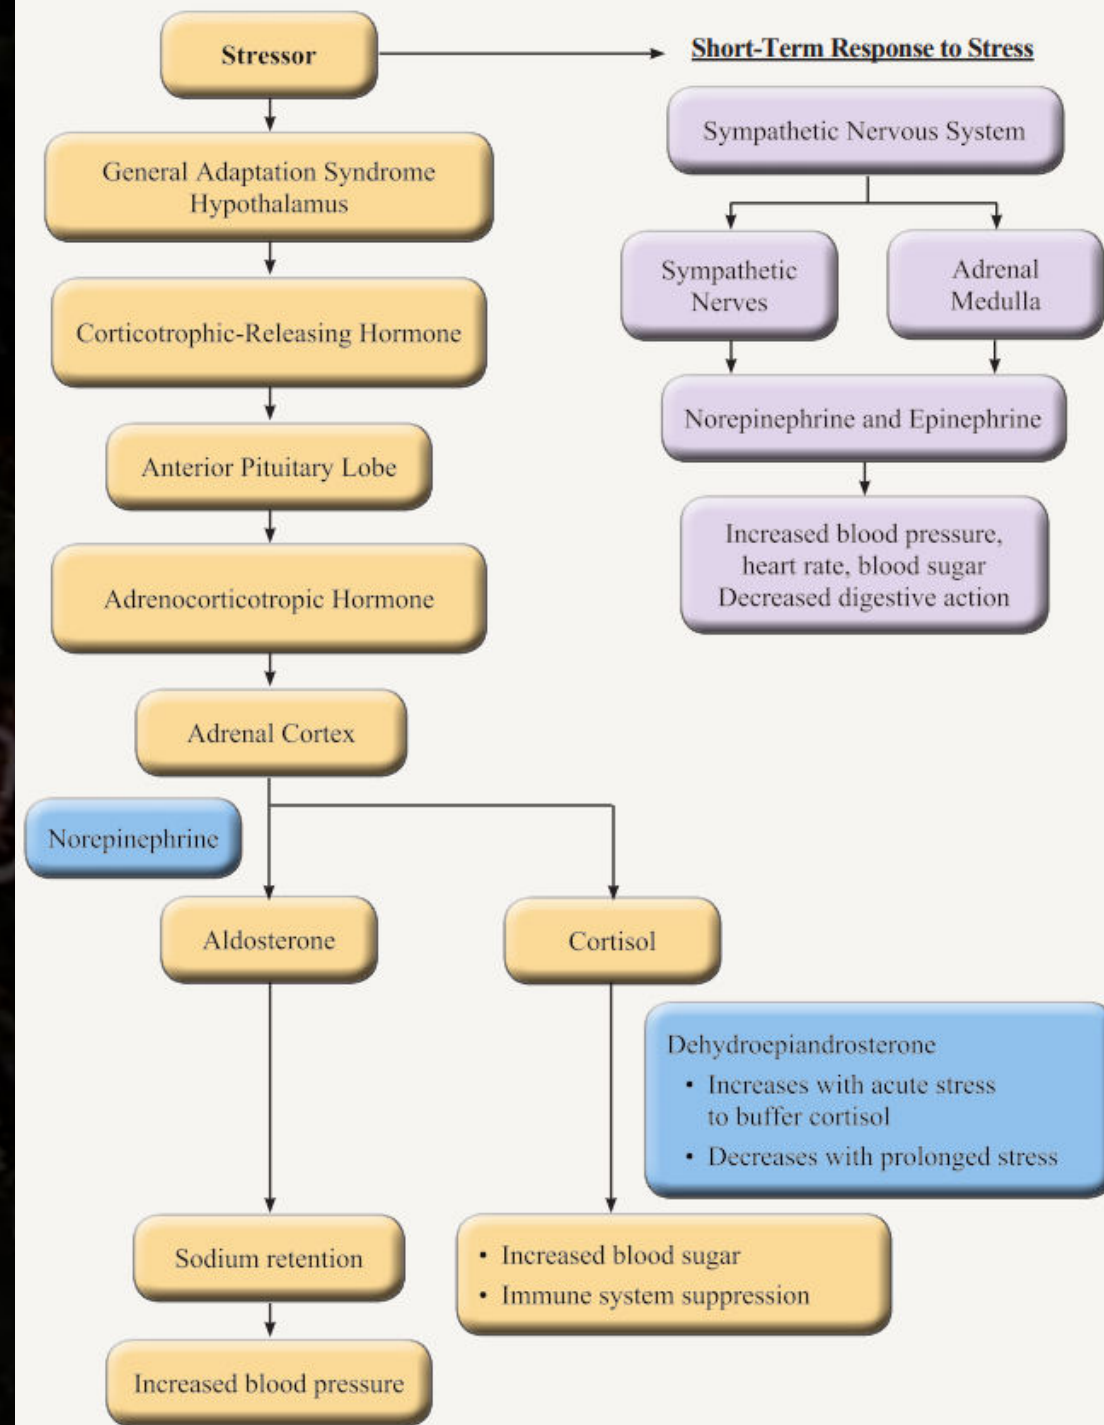 Stressor
Short-Term Response to Stress
General Adaptation Syndrome
Hypothalamus
Corticotrophic-Releasing Hormone
Anterior Pituitary Lobe
Adrenocorticotropic Hormone
Adrenal Cortex
Norepinephrine
Aldosterone
Cortisol
Dehydroepiandrosterone
• Increases with acute stress
to buffer cortisol
• Decreases with prolonged stress
Sodium retention
• Increased blood sugar
• Immune system suppression
Increased blood pressure
Sympathetic Nervous System
Sympathetic
Nerves
Adrenal
Medulla
Norepinephrine and Epinephrine
Increased blood pressure,
heart rate, blood sugar
Decreased digestive action